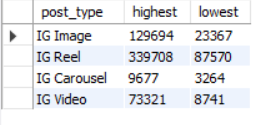 post_type highest lowest
IG Image 129694 23367
IG Reel 339708 87570
IG Carousel 9677 3264
IG Video 73321 8741